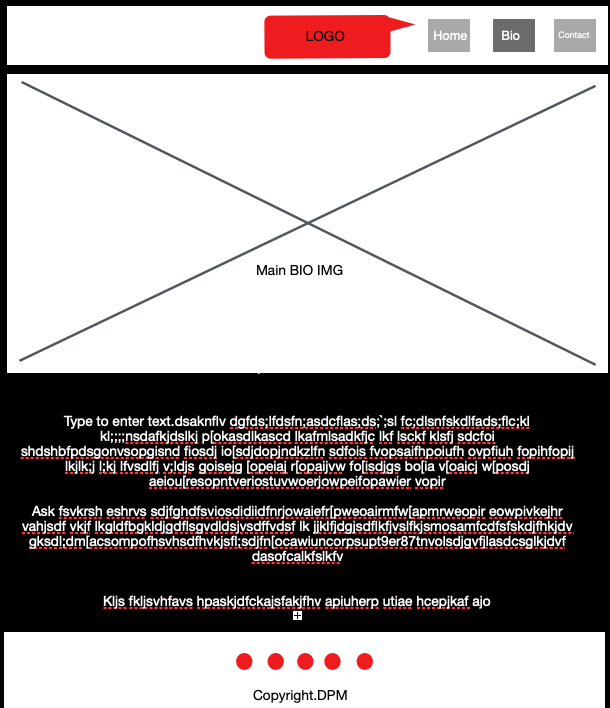 LOGO
Home
Bio
Contact
Main BIO IMG
Type to enter text.dsaknflv dgfds;lfdsfn;asdcflas;ds;`;sl fc;dlsnfskdlfads;flc;kl
kl;;;;nsdafkjdslkj p[okasdlkascd lkafmlsadkfjc lkf lsckf klsfj sdcfoi
shdshbfpdsgonvsopgisnd fiosdj io[sdjdopjndkzlfn sdfois fvopsaifhpoiufh ovpfiuh fopihfopij
lkjlk;j l;kj lfvsdlfj v;ldjs goisejg [opeiaj r[opaijvw fo[isdjgs bo[ia v[oaicj w[posdj
aeiou[resopntveriostuvwoerjowpeifopawier vopir
Ask fsvkrsh eshrvs sdjfghdfsviosdidiidfnrjowaiefr[pweoairmfw[apmrweopir eowpivkejhr
vahjsdf vkjf lkgldfbgkldjgdflsgvdldsjvsdffvdsf lk jjklfjdgjsdflkfjvslfkjsmosamfcdfsfskdjfhkjdv
gksdl;dm[acsompofhsvhsdfhvkjsfl;sdjfn[ocawiuncorpsupt9er87tnvolsdjgvfjlasdcsglkjdvf
dasofcalkfslkfv
Kljs fkljsvhfavs hpaskjdfckajsfakjfhv apiuherp utiae hcepjkaf ajo
Copyright.DPM